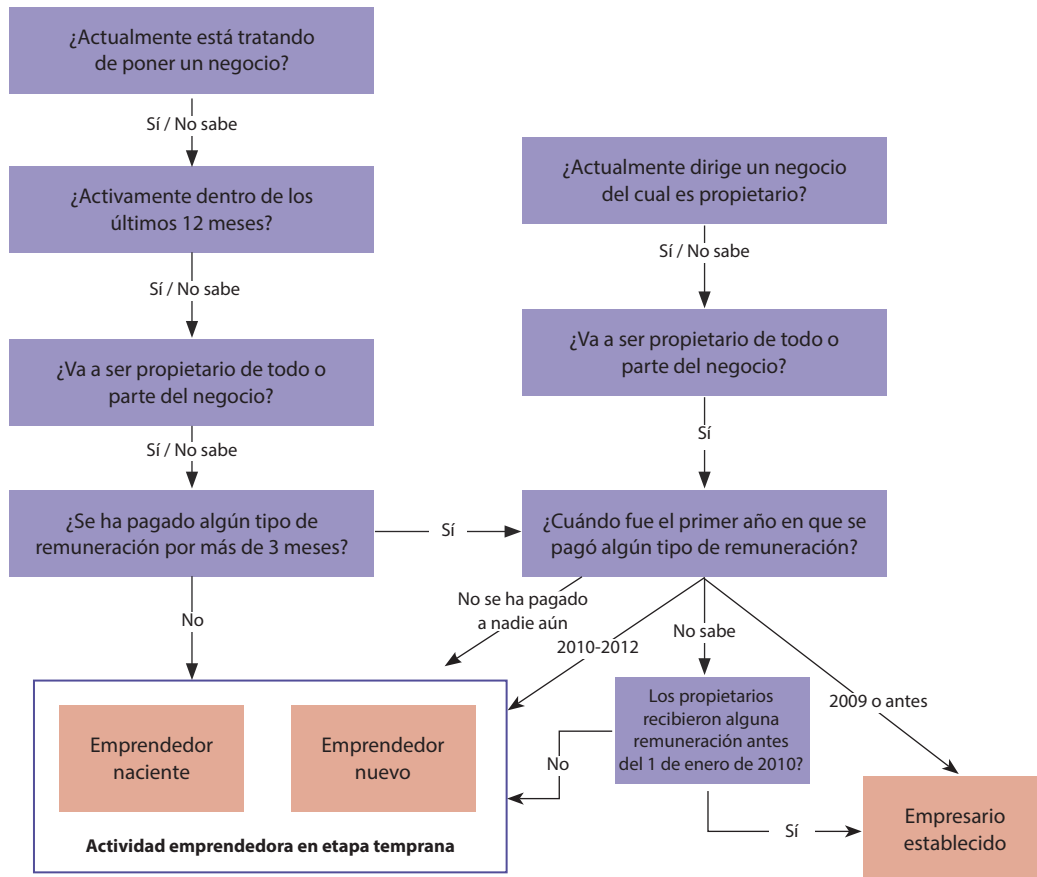 ¿Actualmente está tratando
de poner un negocio?
Sí / No sabe
¿Activamente dentro de los
últimos 12 meses?
Sí / No sabe
¿Va a ser propietario de todo o
parte del negocio?
Sí / No sabe
¿Se ha pagado algún tipo de
remuneración por más de 3 meses?
Sí
No
¿Actualmente dirige un negocio
del cual es propietario?
Sí / No sabe
¿Va a ser propietario de todo o
parte del negocio?
Sí
¿Cuándo fue el primer año en que se
pagó algún tipo de remuneración?
No se ha pagado
a nadie aún
2010-2012
No sabe
2009 o antes
Los propietarios
recibieron alguna
remuneración antes
del 1 de enero de 2010?
No
Sí
Emprendedor
naciente
Emprendedor
nuevo
Actividad emprendedora en etapa temprana
Empresario
establecido